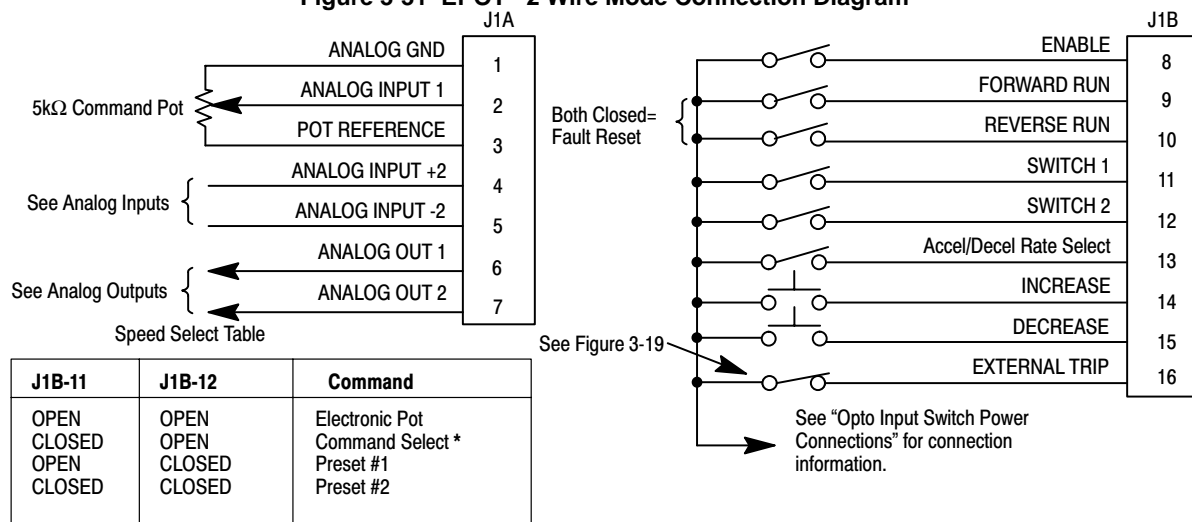 Figure 3-31 EPOT - 2 Wire Mode Connection Diagram
J1A
ANALOG GND
1
5kΩ Command Pot
ANALOG INPUT 1
2
POT REFERENCE
3
ANALOG INPUT +2
4
See Analog Inputs
ANALOG INPUT -2
5
ANALOG OUT 1
6
See Analog Outputs
ANALOG OUT 2
7
Speed Select Table
J1B-11 J1B-12 Command
OPEN OPEN Electronic Pot
CLOSED OPEN Command Select *
OPEN CLOSED Preset #1
CLOSED CLOSED Preset #2
J1B
ENABLE
8
FORWARD RUN
9
Both Closed=
Fault Reset
REVERSE RUN
10
SWITCH 1
11
SWITCH 2
12
Accel/Decel Rate Select
13
INCREASE
14
DECREASE
15
See Figure 3-19
EXTERNAL TRIP
16
See “Opto Input Switch Power
Connections” for connection
information.